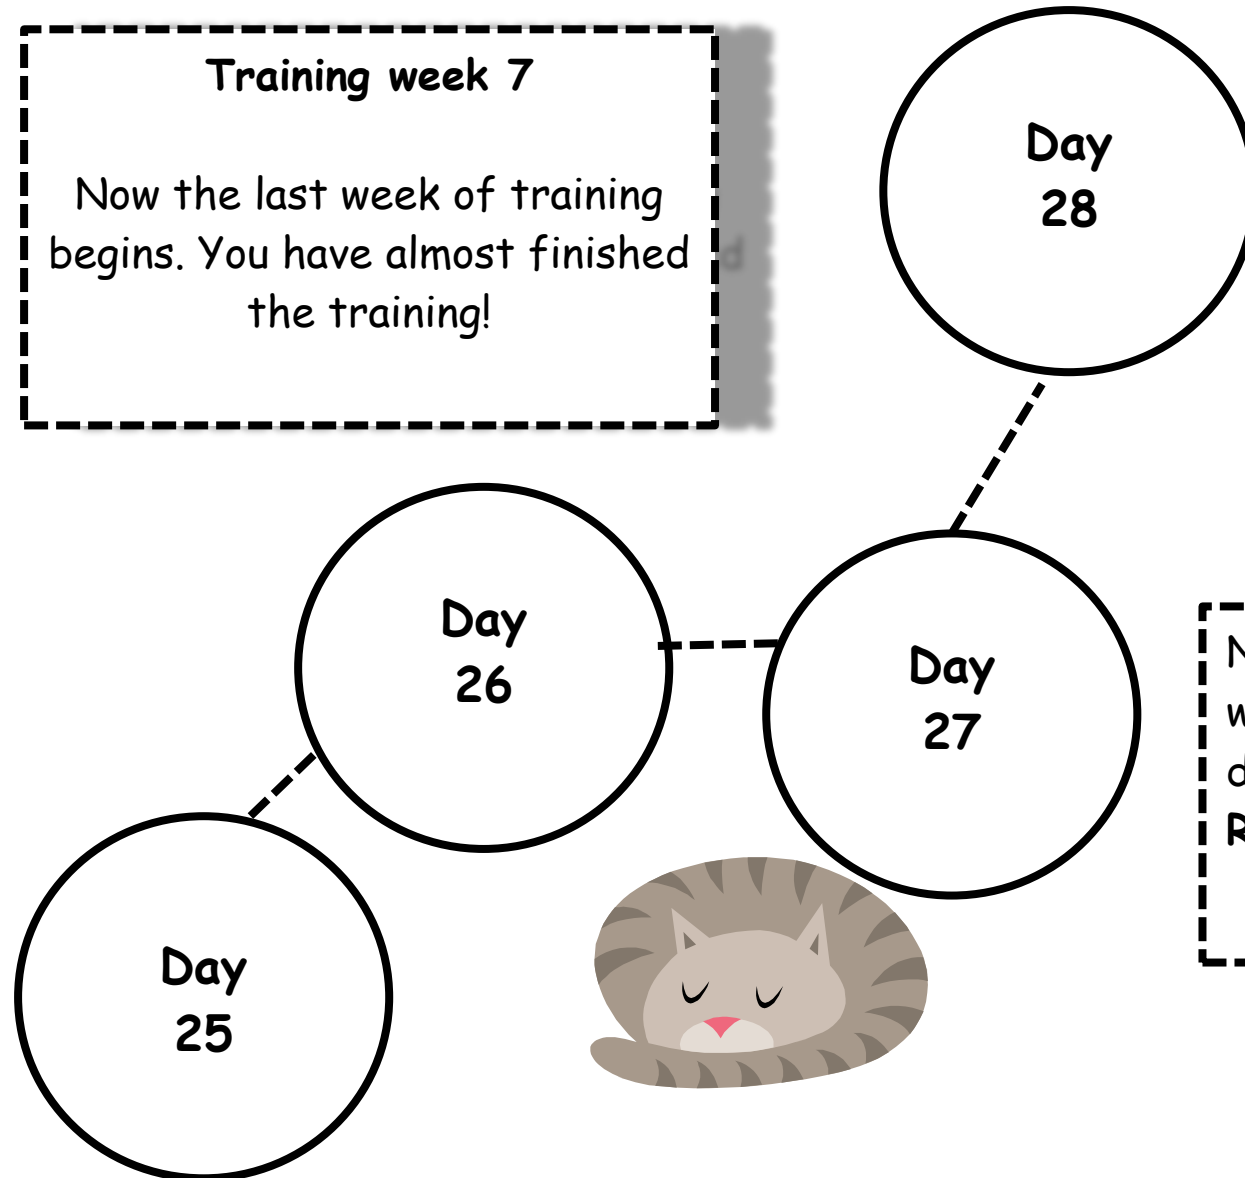 Training week 7
Now the last week of training
begins. You have almost finished
the training!
Day
28
Day
26
Day
27
Day
25